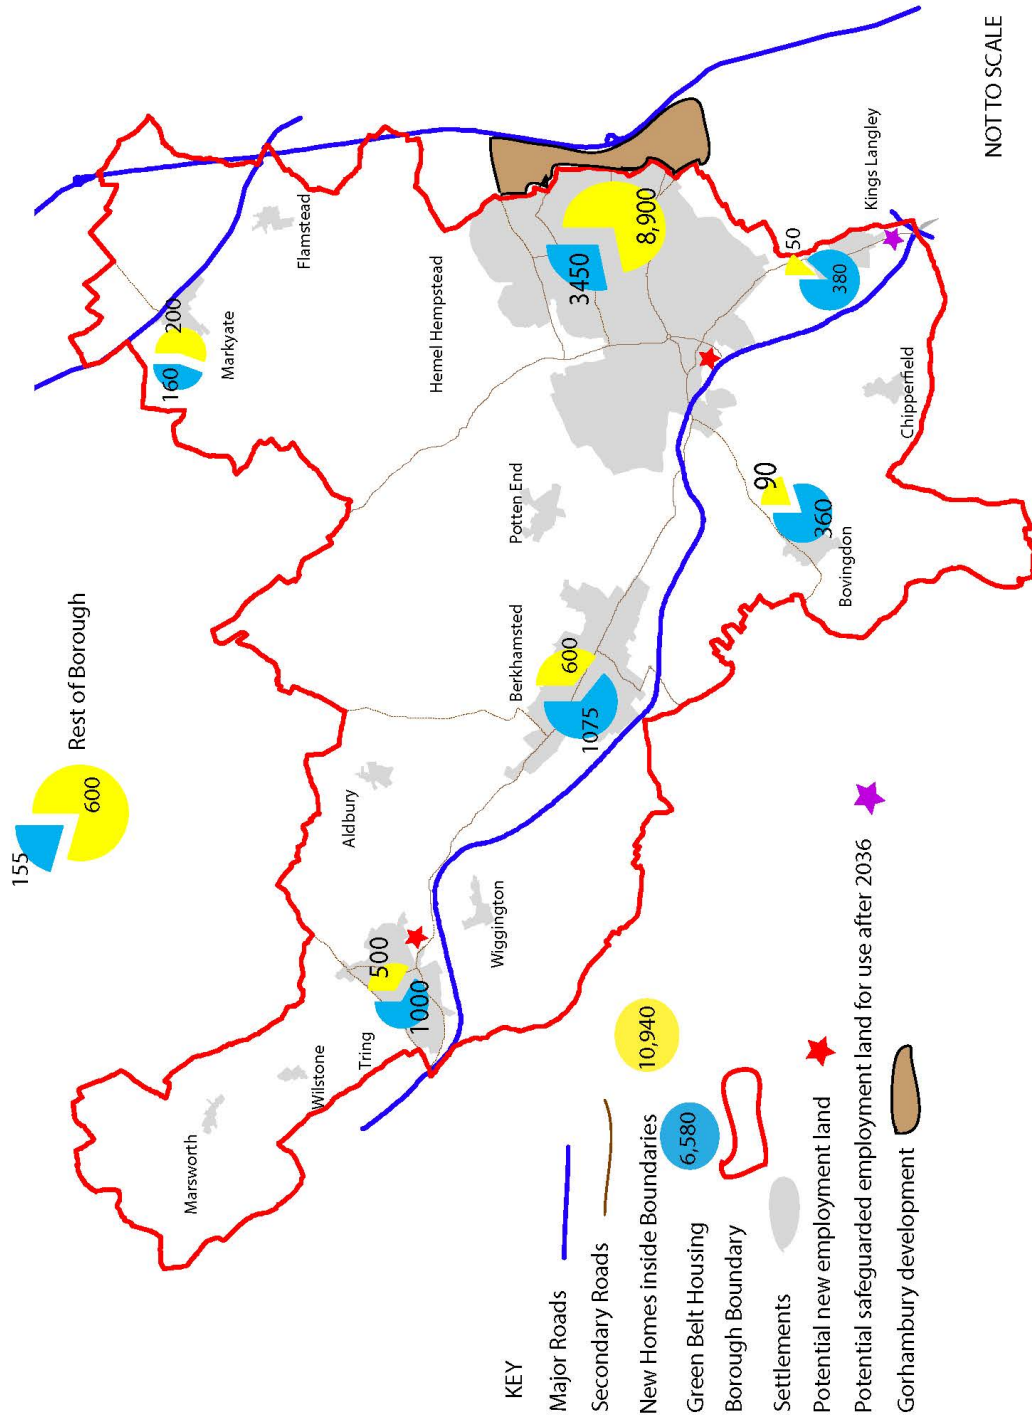 155
Rest of Borough
600
Marsworth
Wilstone
Tring
500
1000
Aldbury
Wiggington
Berkhamsted
600
1075
Potten End
Hemel Hempstead
3450
8,900
Markyate
160
200
Flamstead
90
360
Bovingdon
Chipperfield
50
380
Kings Langley
KEY
Major Roads
Secondary Roads
New Homes inside Boundaries 10,940
Green Belt Housing 6,580
Borough Boundary
Settlements
Potential new employment land
Potential safeguarded employment land for use after 2036
Gorhambury development
NOT TO SCALE